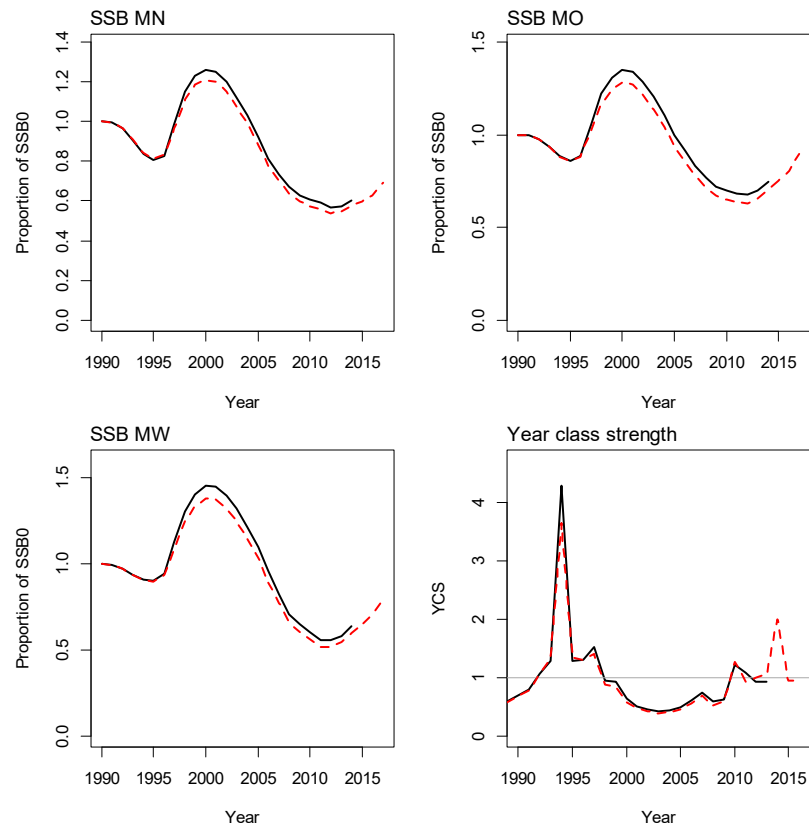 SSB MN
Proportion of SSB0
0.0 0.2 0.4 0.6 0.8 1.0 1.2 1.4
1990 1995 2000 2005 2010 2015
Year
SSB MO
Proportion of SSB0
0.0 0.5 1.0 1.5
1990 1995 2000 2005 2010 2015
Year
SSB MW
Proportion of SSB0
0.0 0.5 1.0 1.5
1990 1995 2000 2005 2010 2015
Year
Year class strength
YCS
0 1 2 3 4
1990 1995 2000 2005 2010 2015
Year